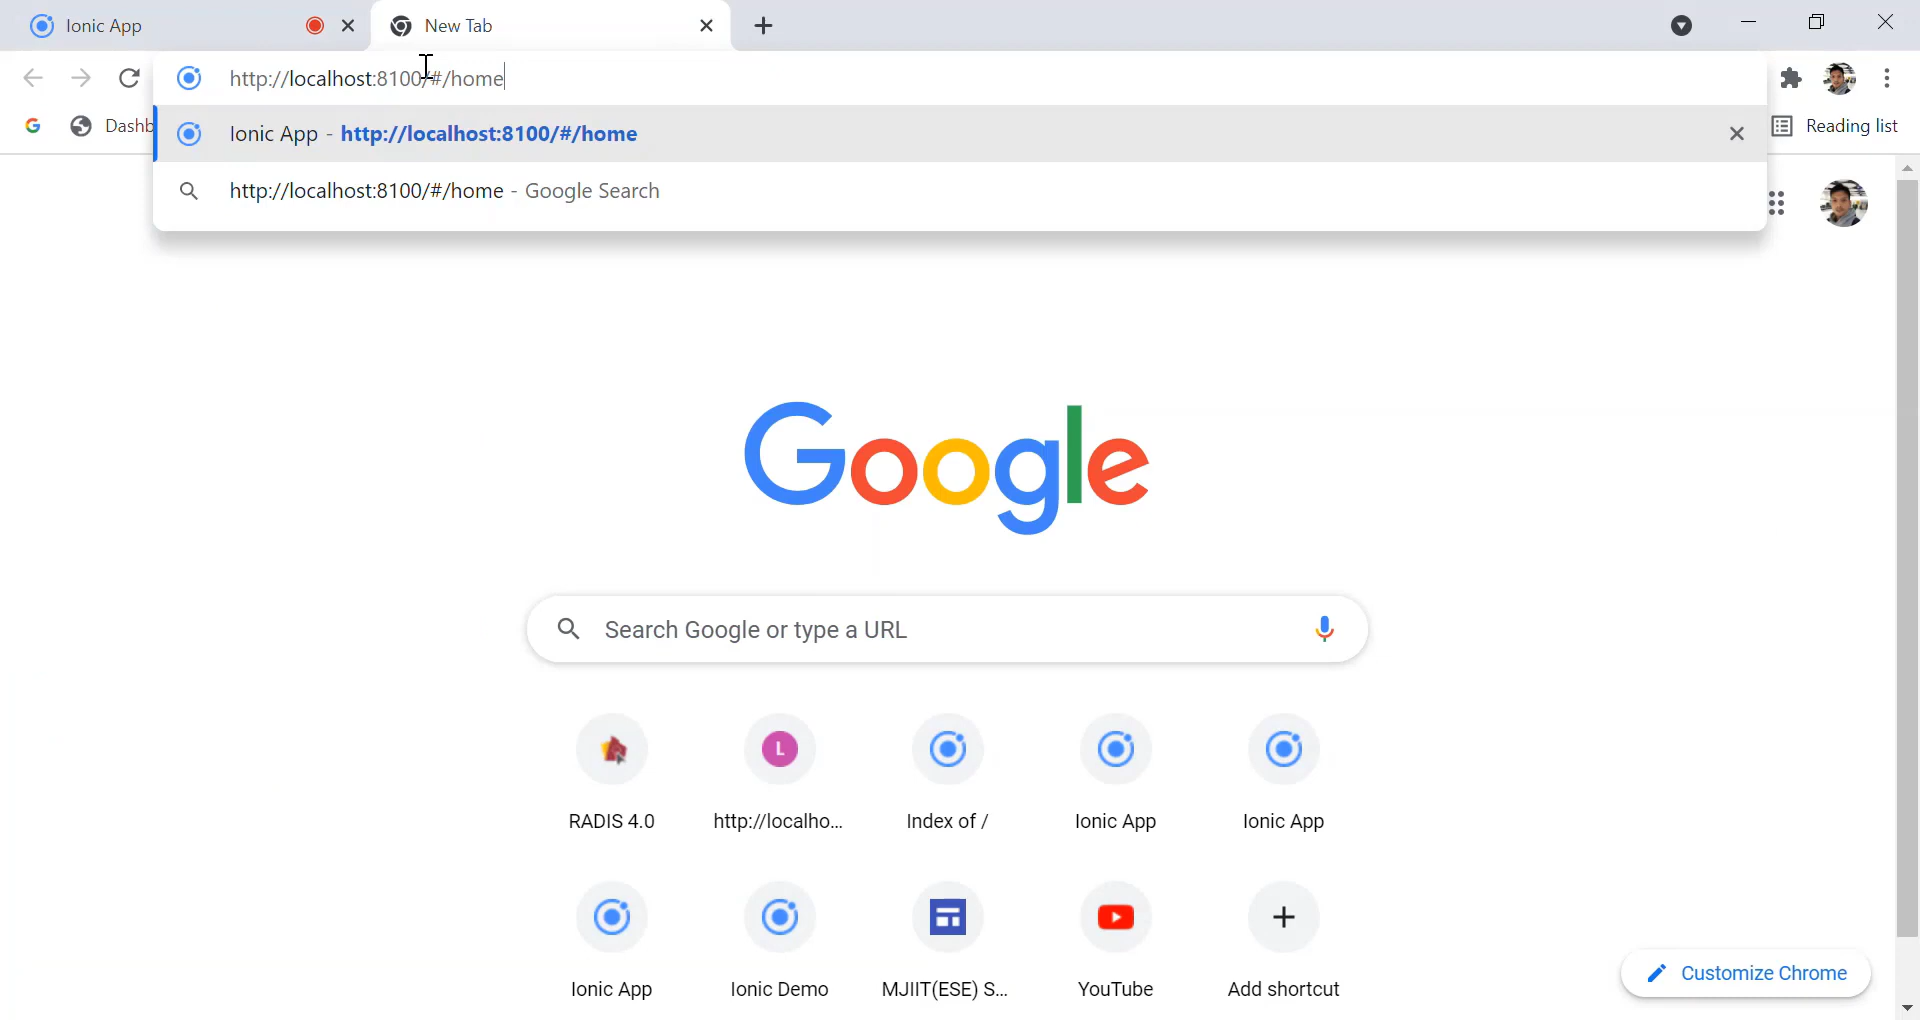 Ionic App
New Tab
http://localhost:8100/#/home
Dashb
Ionic App - http://localhost:8100/#/home
Reading list
http://localhost:8100/#/home - Google Search
Google
Search Google or type a URL
L
RADIS 4.0
http://localho...
Index of /
Ionic App
Ionic App
Ionic App
Ionic Demo
MJIIT(ESE) S...
YouTube
Add shortcut
Customize Chrome